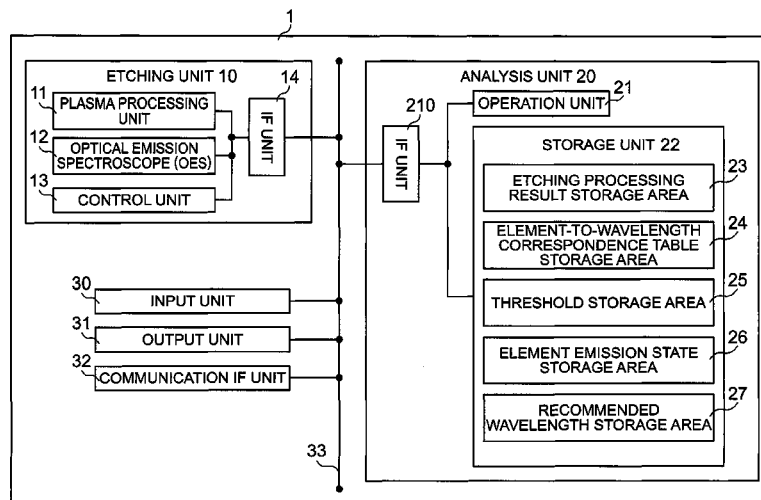 1
ETCHING UNIT 10
14
11
PLASMA PROCESSING
UNIT
12
OPTICAL EMISSION
SPECTROSCOPE (OES)
13
CONTROL UNIT
IF UNIT
30
INPUT UNIT
31
OUTPUT UNIT
32
COMMUNICATION IF UNIT
33
ANALYSIS UNIT 20
210
IF UNIT
21
OPERATION UNIT
STORAGE UNIT 22
23
ETCHING PROCESSING
RESULT STORAGE AREA
24
ELEMENT-TO-WAVELENGTH
CORRESPONDENCE TABLE
STORAGE AREA
25
THRESHOLD STORAGE AREA
26
ELEMENT EMISSION STATE
STORAGE AREA
27
RECOMMENDED
WAVELENGTH STORAGE AREA